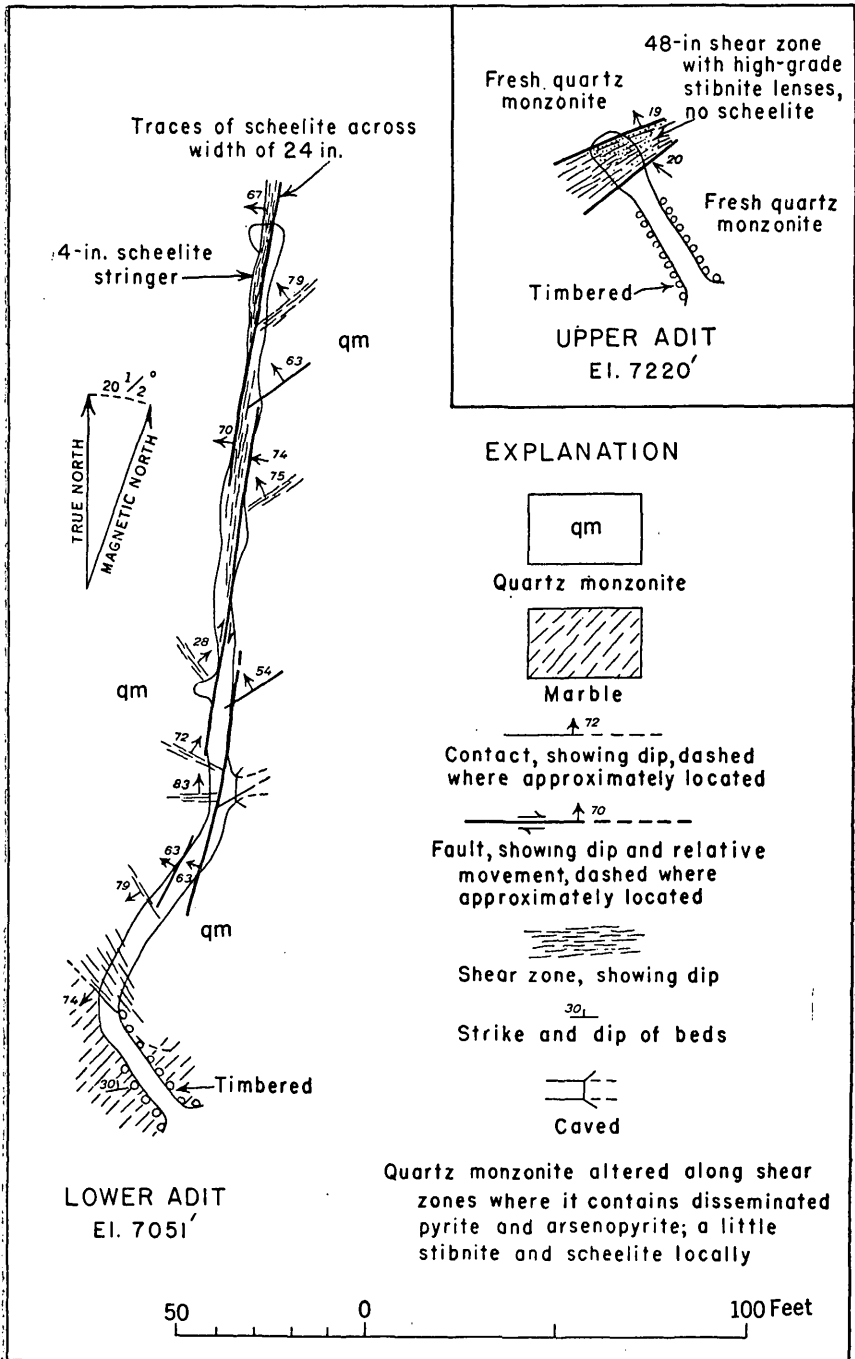 Traces of scheelite across
width of 24 in.
67
4-in. scheelite
stringer
79
qm
63
20 1/2°
TRUE NORTH
MAGNETIC NORTH
70
74
75
28
qm
54
72
83
63
63
79
qm
74
30
Timbered
LOWER ADIT
El. 7051'
48-in shear zone
with high-grade
stibnite lenses,
no scheelite
Fresh quartz
monzonite
19
20
Fresh quartz
monzonite
Timbered
UPPER ADIT
El. 7220'
EXPLANATION
qm
Quartz monzonite
Marble
72
Contact, showing dip, dashed
where approximately located
70
Fault, showing dip and relative
movement, dashed where
approximately located
Shear zone, showing dip
30
Strike and dip of beds
Caved
Quartz monzonite altered along shear
zones where it contains disseminated
pyrite and arsenopyrite; a little
stibnite and scheelite locally
50 0 100 Feet